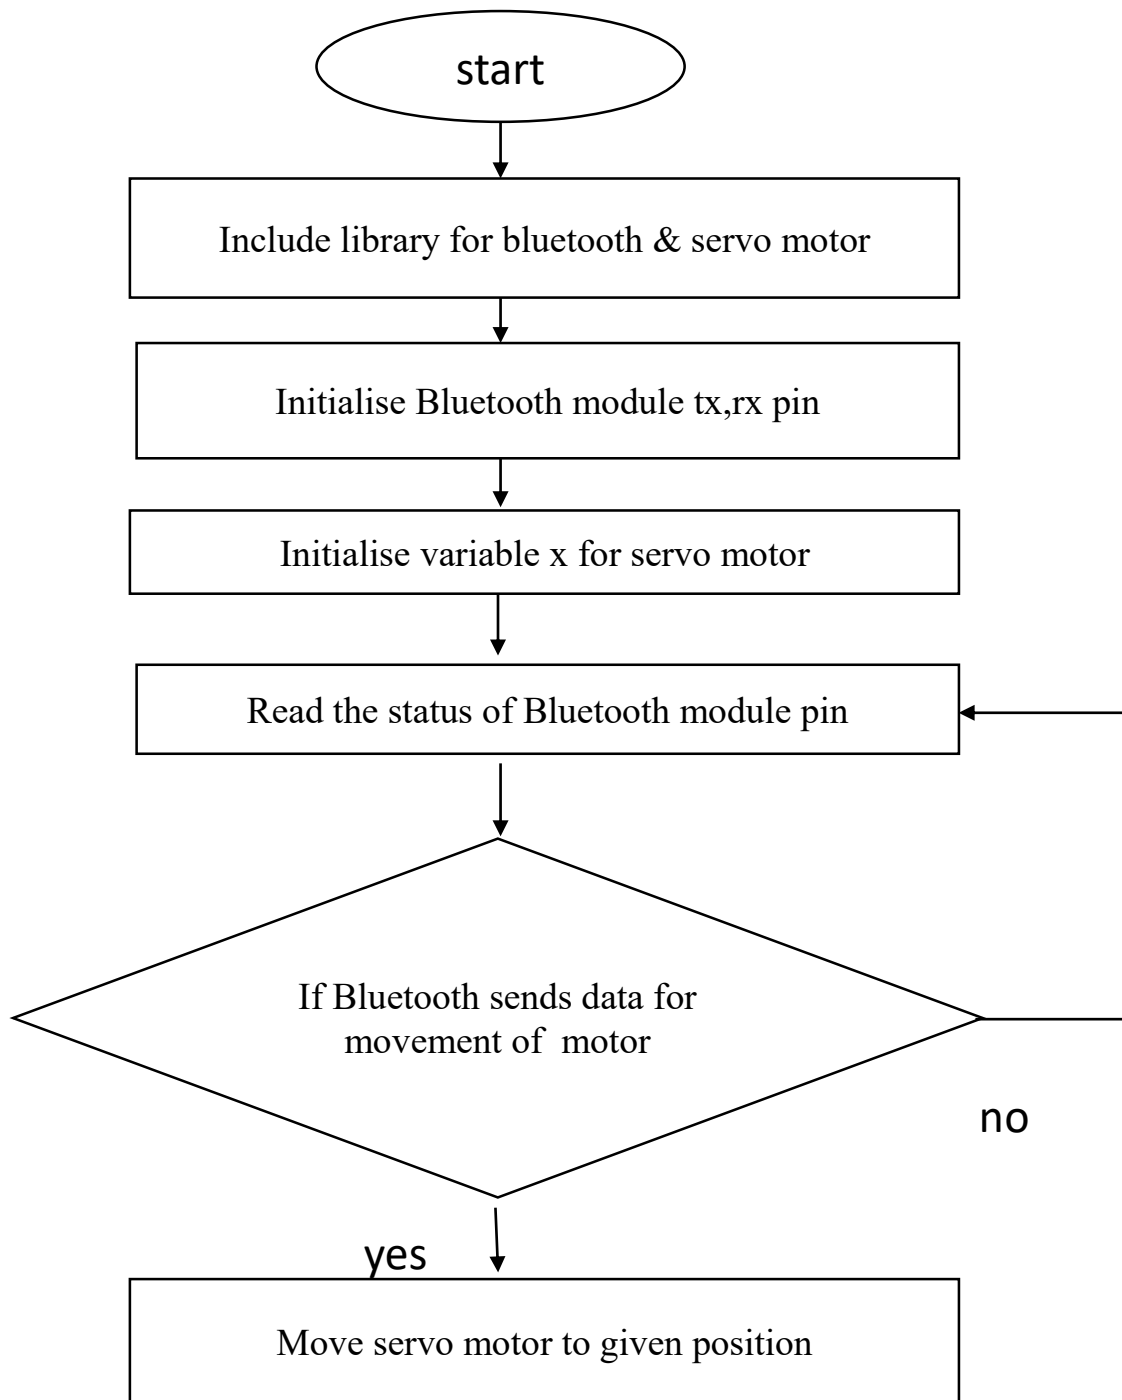 start
Include library for bluetooth & servo motor
Initialise Bluetooth module tx,rx pin
Initialise variable x for servo motor
Read the status of Bluetooth module pin
If Bluetooth sends data for
movement of  motor
no
yes
Move servo motor to given position